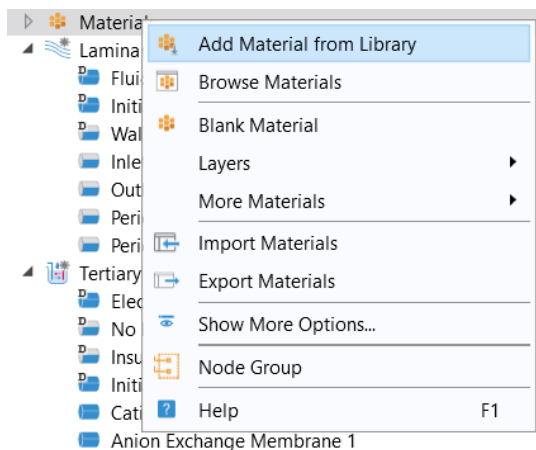 Material
Add Material from Library
Lamina
Browse Materials
Flui
Initi
Blank Material
Wal
Inle
Layers
Out
More Materials
Peri
Peri
Import Materials
Tertiary
Export Materials
Elec
No
Show More Options...
Insu
Node Group
Initi
Cati
Help F1
Anion Exchange Membrane 1